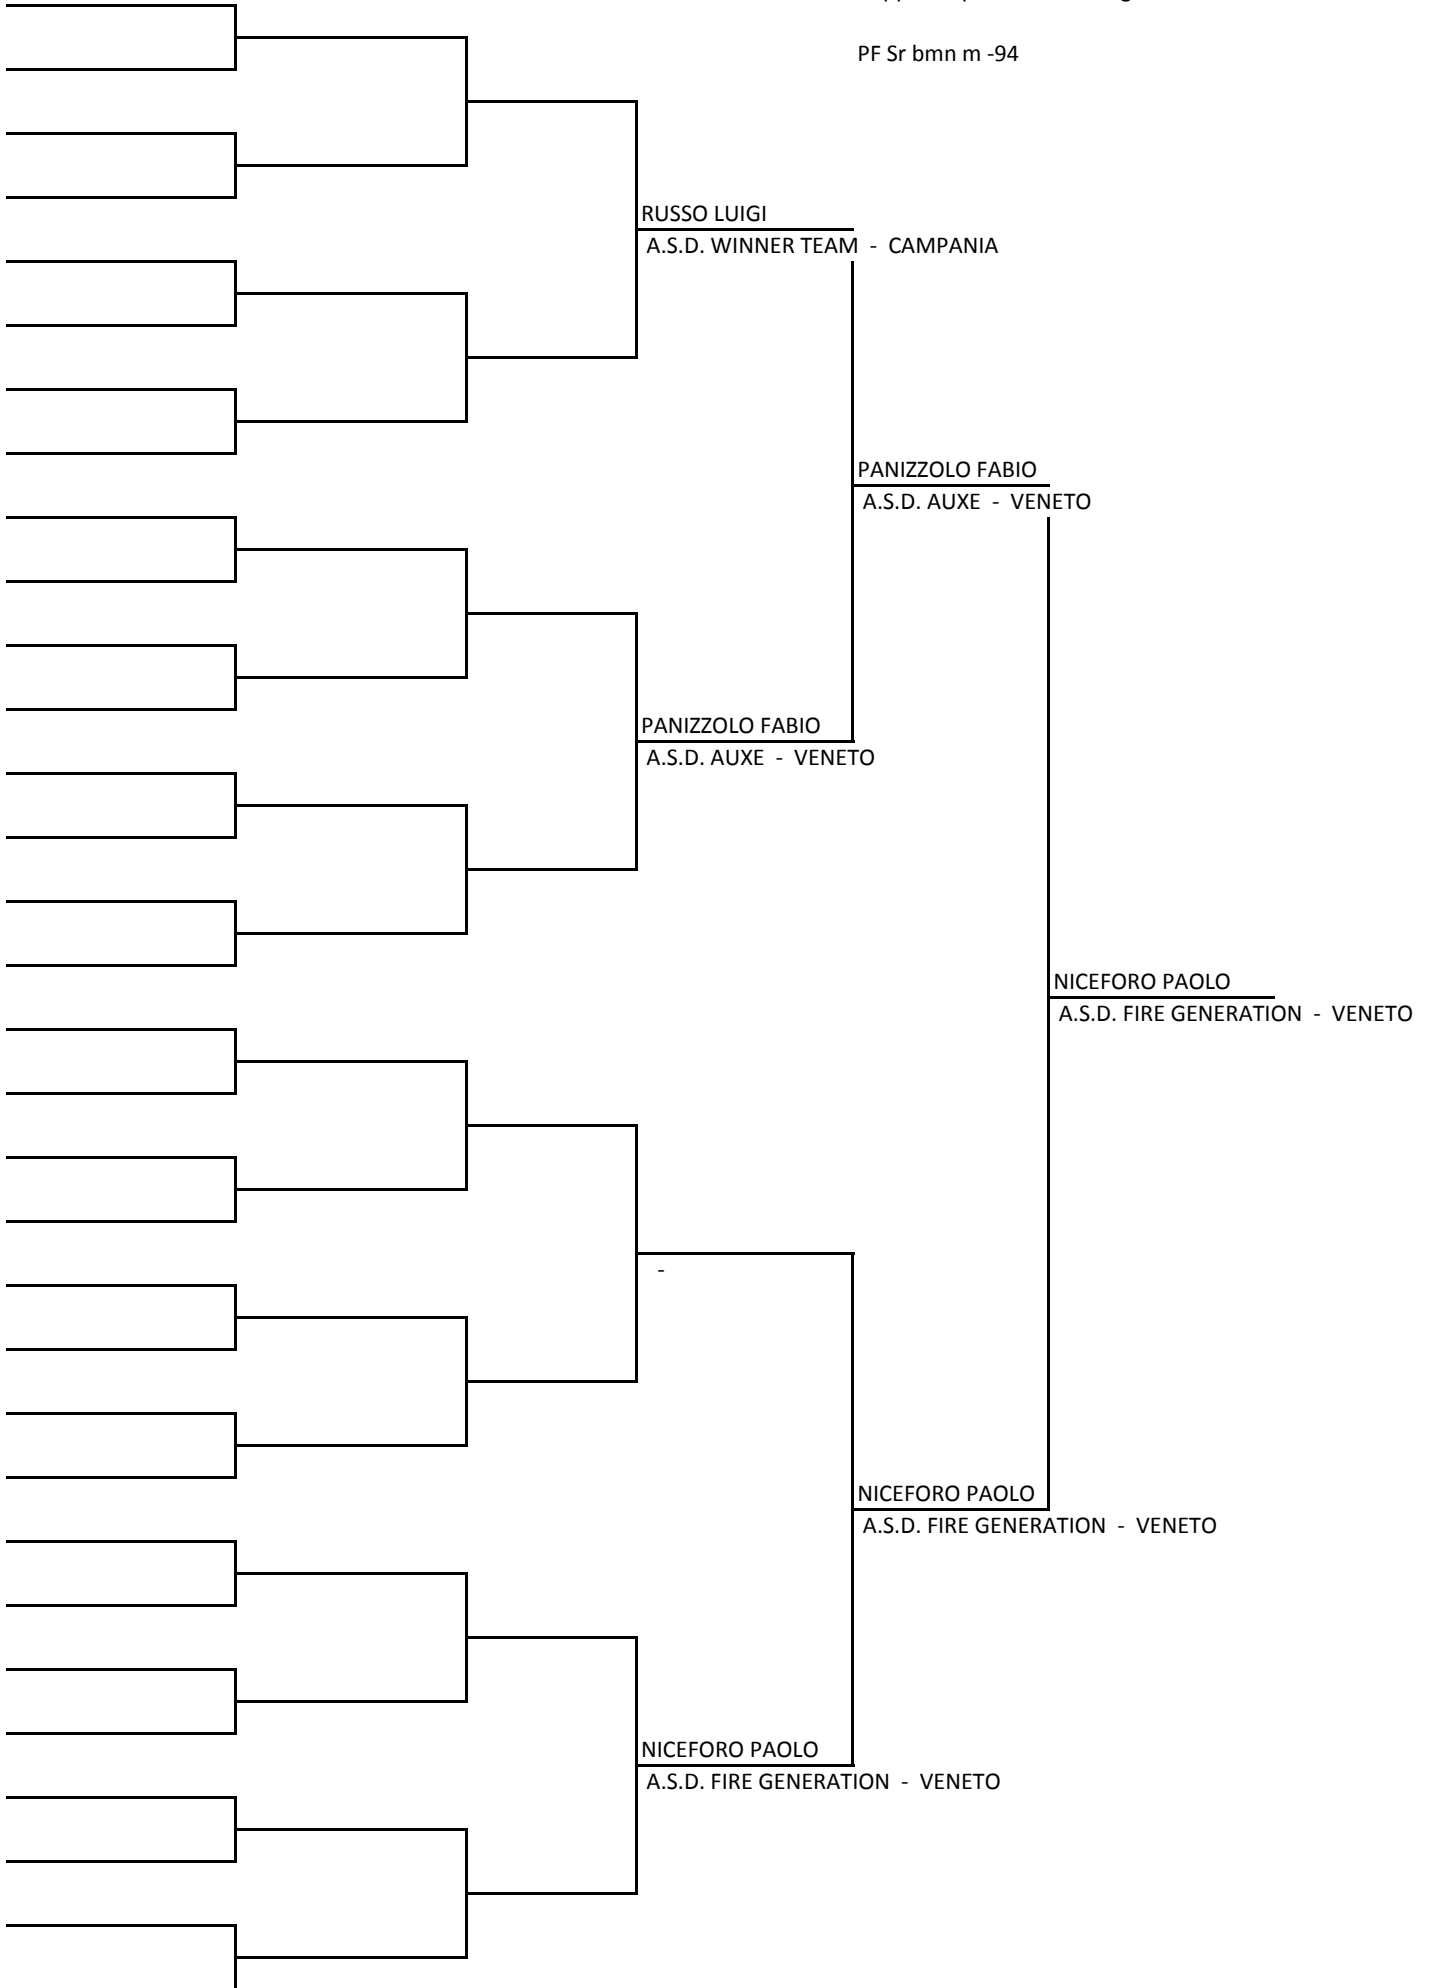 PF Sr bmn m -94
RUSSO LUIGI
A.S.D. WINNER TEAM - CAMPANIA
PANIZZOLO FABIO
A.S.D. AUXE - VENETO
PANIZZOLO FABIO
A.S.D. AUXE - VENETO
NICEFORO PAOLO
A.S.D. FIRE GENERATION - VENETO
-
NICEFORO PAOLO
A.S.D. FIRE GENERATION - VENETO
NICEFORO PAOLO
A.S.D. FIRE GENERATION - VENETO